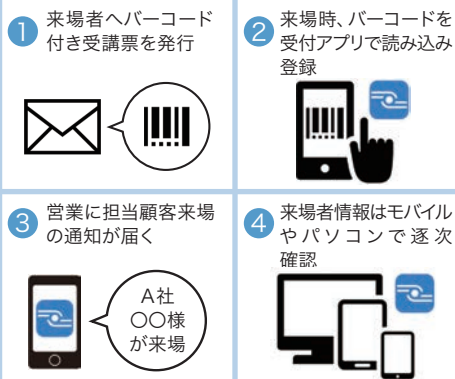 1 来場者へバーコード
付き受講票を発行
2 来場時、バーコードを
受付アプリで読み込み
登録
3 営業に担当顧客来場
の通知が届く
A社
〇〇様
が来場
4 来場者情報はモバイル
やパソコンで逐次
確認